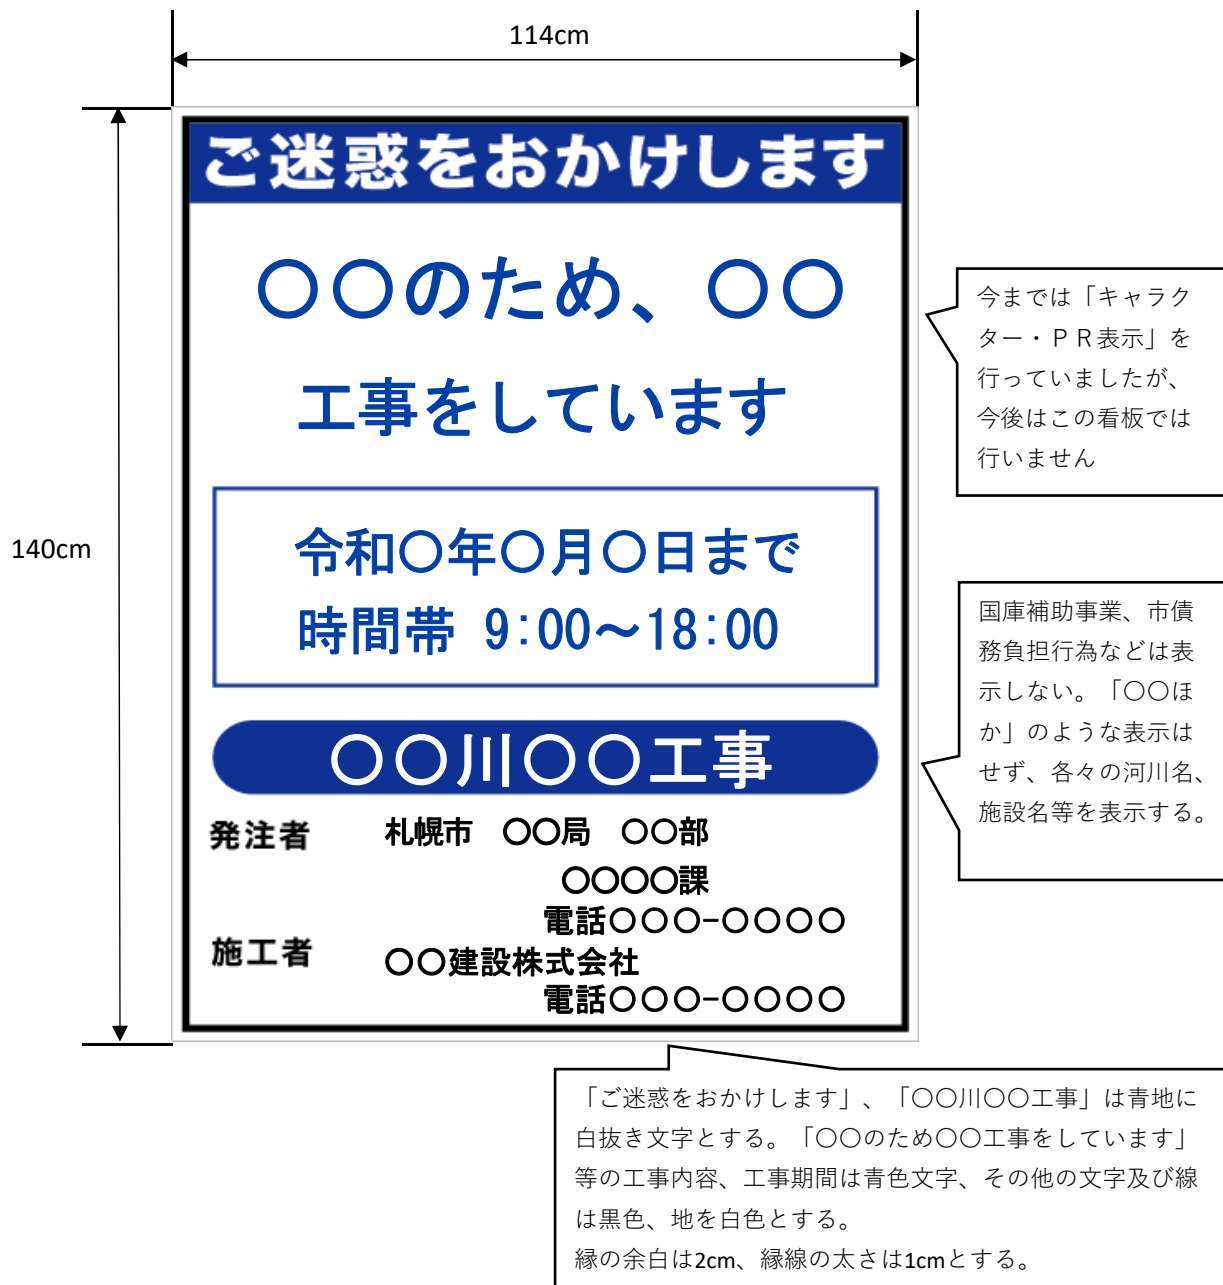 114cm
140cm
ご迷惑をおかけします
〇〇のため、〇〇
工事をしています
令和〇年〇月〇日まで
時間帯 9:00～18:00
〇〇川〇〇工事
発注者 札幌市 〇〇局 〇〇部
〇〇〇〇課
電話〇〇〇-〇〇〇〇
施工者 〇〇建設株式会社
電話〇〇〇-〇〇〇〇
今までは「キャラク
ター・ＰＲ表示」を
行っていましたが、
今後はこの看板では
行いません
国庫補助事業、市債
務負担行為などは表
示しない。「〇〇ほ
か」のような表示は
せず、各々の河川名、
施設名等を表示する。
「ご迷惑をおかけします」、「〇〇川〇〇工事」は青地に
白抜き文字とする。「〇〇のため〇〇工事をしています」
等の工事内容、工事期間は青色文字、その他の文字及び線
は黒色、地を白色とする。
縁の余白は2cm、縁線の太さは1cmとする。